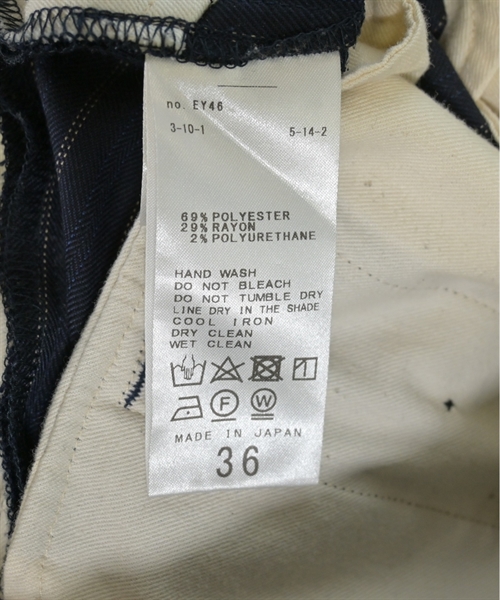 no. EY46
3-10-1 5-14-2
69% POLYESTER
29% RAYON
2% POLYURETHANE
HAND WASH
DO NOT BLEACH
DO NOT TUMBLE DRY
LINE DRY IN THE SHADE
COOL IRON
DRY CLEAN
WET CLEAN
F W
MADE IN JAPAN
36